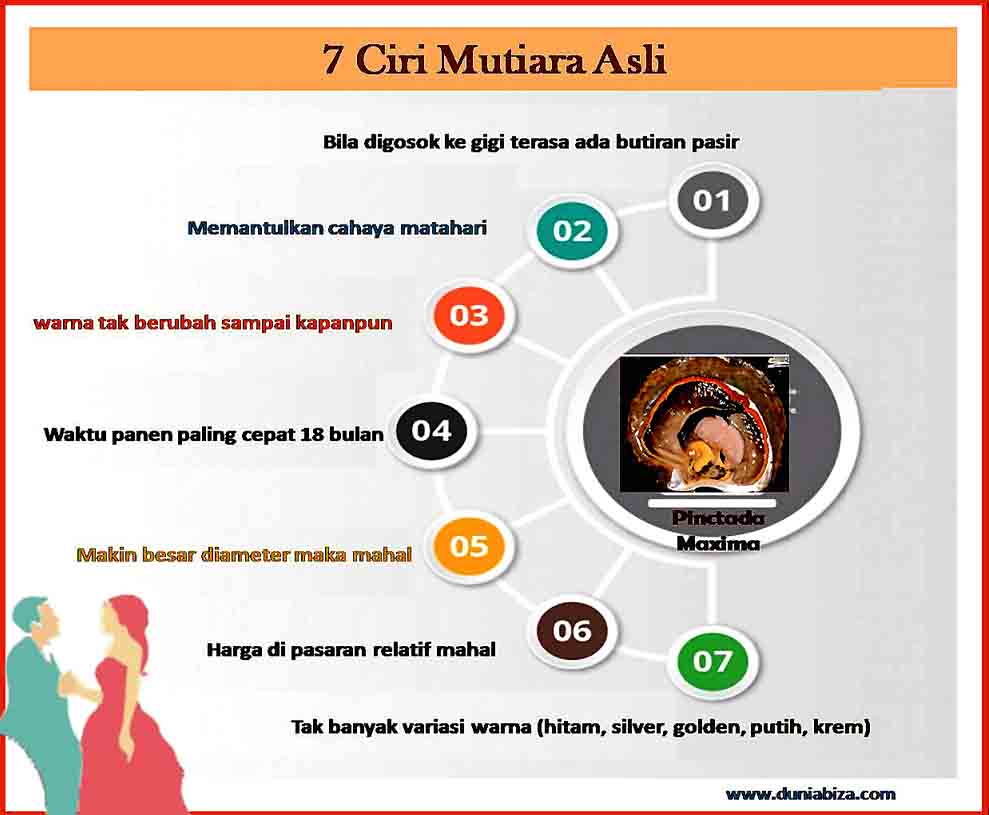 7 Ciri Mutiara Asli
Bila digosok ke gigi terasa ada butiran pasir
01
Memantulkan cahaya matahari
02
warna tak berubah sampai kapanpun
03
Waktu panen paling cepat 18 bulan
04
Pinctada
Maxima
Makin besar diameter maka mahal
05
Harga di pasaran relatif mahal
06
07
Tak banyak variasi warna (hitam, silver, golden, putih, krem)
www.duniabiza.com